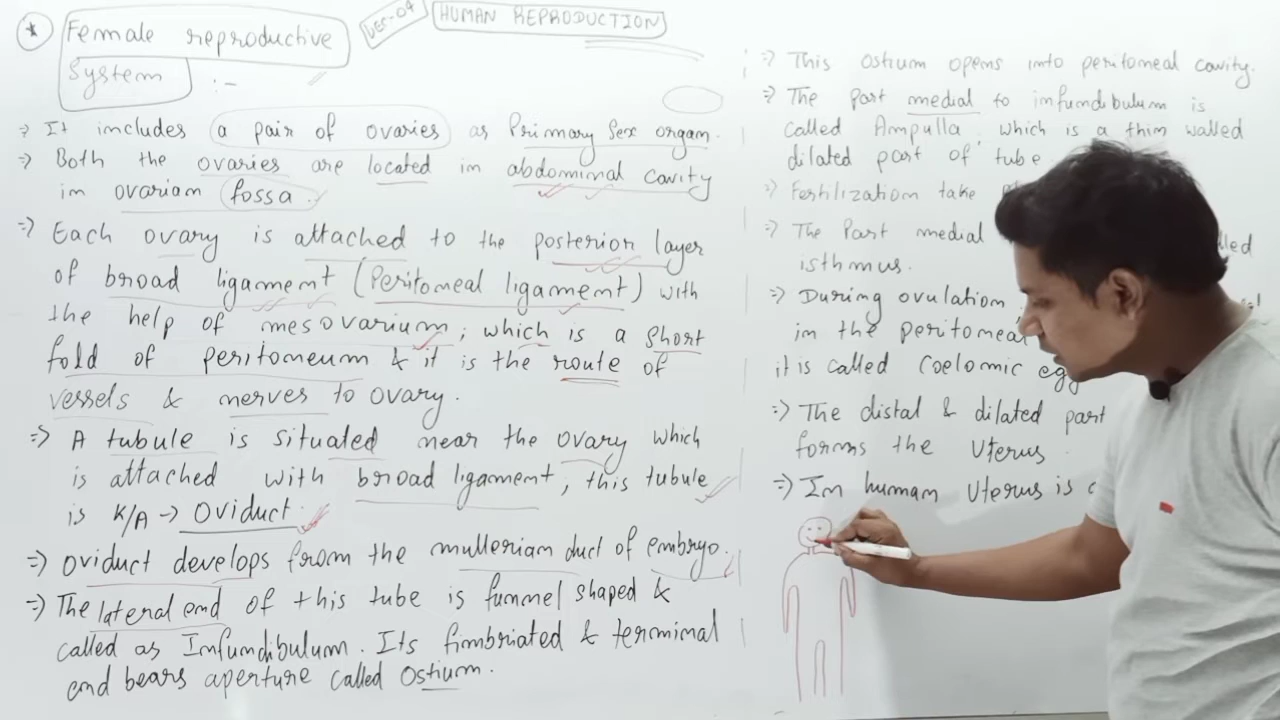 * Female reproductive
System :-
LEC-04
HUMAN REPRODUCTION
=> It includes a pair of ovaries as Primary Sex organ.
=> Both the ovaries are located in abdominal cavity
in ovarian fossa.
=> Each ovary is attached to the posterior layer
of broad ligament (Peritoneal ligament) with
the help of mesovarium, which is a short
fold of peritoneum & it is the route of
vessels & nerves to ovary.
=> A tubule is situated near the ovary which
is attached with broad ligament, this tubule
is K/A -> Oviduct.
=> Oviduct develops from the mullerian duct of embryo.
=> The lateral end of this tube is funnel shaped &
called as Infundibulum. Its fimbriated & terminal
end bears aperture called Ostium.
=> This Ostium opens into peritoneal cavity.
=> The part medial to infundibulum is
called Ampulla which is a thin walled
dilated part of tube
=> Fertilization take
=> The Part medial
isthmus.
=> During ovulation
in the peritoneal
it is called Coelomic egg
=> The distal & dilated part
forms the Uterus.
=> In human Uterus is